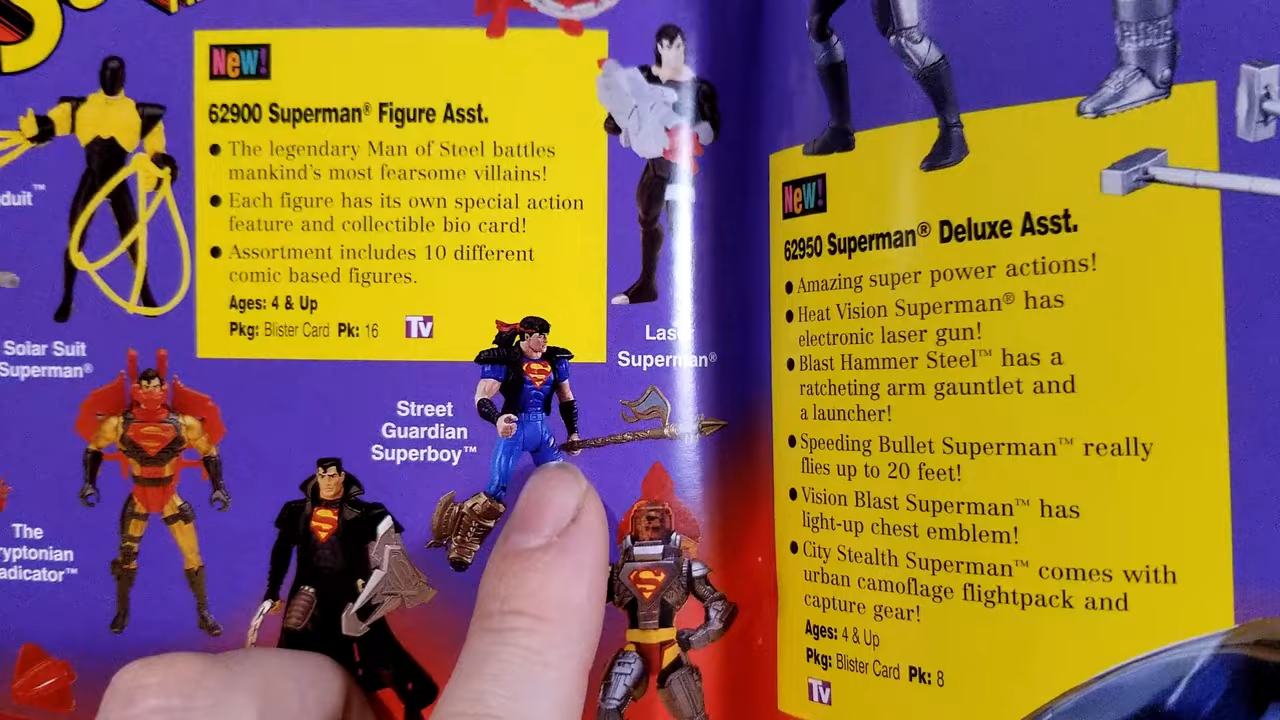 New!
62900 Superman® Figure Asst.
● The legendary Man of Steel battles
mankind's most fearsome villains!
● Each figure has its own special action
feature and collectible bio card!
● Assortment includes 10 different
comic based figures.
Ages: 4 & Up
Pkg: Blister Card Pk: 16 TV
duit™
Solar Suit
Superman®
Street
Guardian
Superboy™
Superman®
The
ryptonian
adicator™
New!
62950 Superman® Deluxe Asst.
● Amazing super power actions!
● Heat Vision Superman® has
electronic laser gun!
● Blast Hammer Steel™ has a
ratcheting arm gauntlet and
a launcher!
● Speeding Bullet Superman™ really
flies up to 20 feet!
● Vision Blast Superman™ has
light-up chest emblem!
● City Stealth Superman™ comes with
urban camoflage flightpack and
capture gear!
Ages: 4 & Up
Pkg: Blister Card Pk: 8
TV